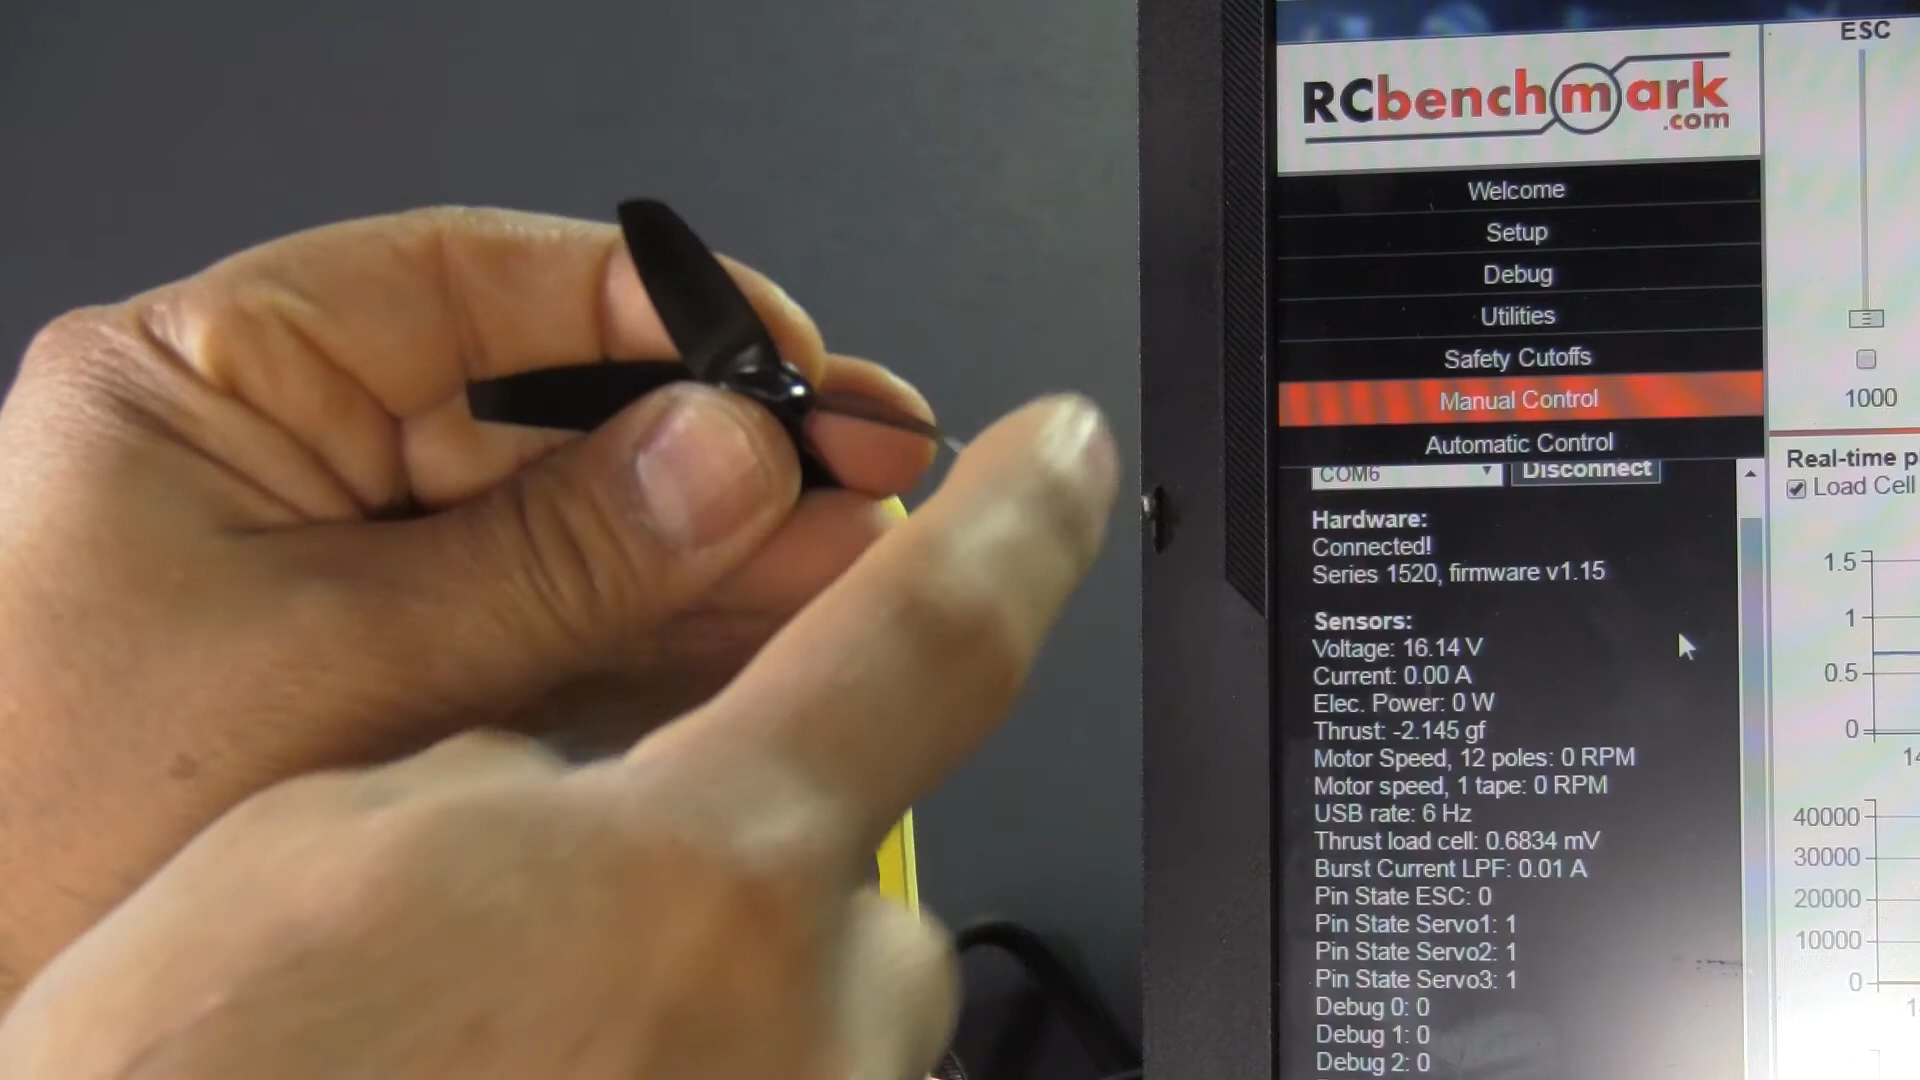 RCbenchmark
.com
Welcome
Setup
Debug
Utilities
Safety Cutoffs
Manual Control
Automatic Control
COM6
Disconnect
Hardware:
Connected!
Series 1520, firmware v1.15
Sensors:
Voltage: 16.14 V
Current: 0.00 A
Elec. Power: 0 W
Thrust: -2.145 gf
Motor Speed, 12 poles: 0 RPM
Motor speed, 1 tape: 0 RPM
USB rate: 6 Hz
Thrust load cell: 0.6834 mV
Burst Current LPF: 0.01 A
Pin State ESC: 0
Pin State Servo1: 1
Pin State Servo2: 1
Pin State Servo3: 1
Debug 0: 0
Debug 1: 0
Debug 2: 0
ESC
1000
Real-time p
Load Cell
1.5
1
0.5
0
14
40000
30000
20000
10000
0